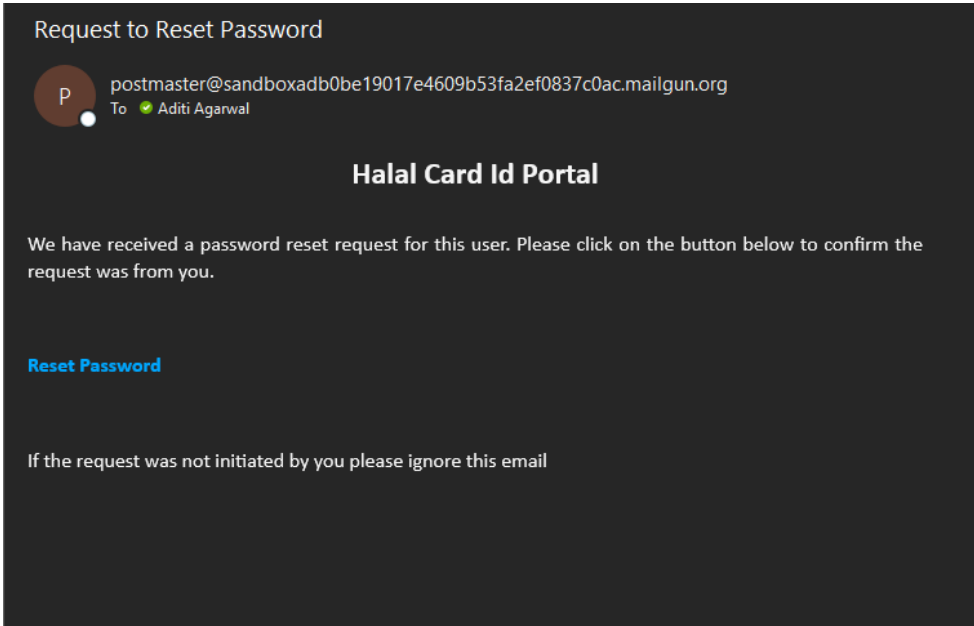 Request to Reset Password
P
postmaster@sandboxadb0be19017e4609b53fa2ef0837c0ac.mailgun.org
To Aditi Agarwal
Halal Card Id Portal
We have received a password reset request for this user. Please click on the button below to confirm the
request was from you.
Reset Password
If the request was not initiated by you please ignore this email